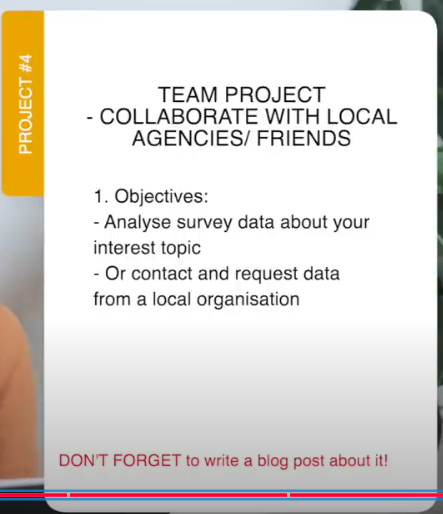 PROJECT #4
TEAM PROJECT
- COLLABORATE WITH LOCAL
AGENCIES/ FRIENDS
1. Objectives:
- Analyse survey data about your
interest topic
- Or contact and request data
from a local organisation
DON'T FORGET to write a blog post about it!